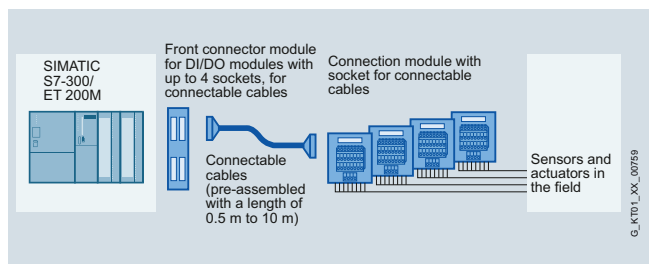 SIMATIC
S7-300/
ET 200M
Front connector module
for DI/DO modules with
up to 4 sockets, for
connectable cables
Connectable
cables
(pre-assembled
with a length of
0.5 m to 10 m)
Connection module with
socket for connectable
cables
Sensors and
actuators in
the field
G_KT01_XX_00759